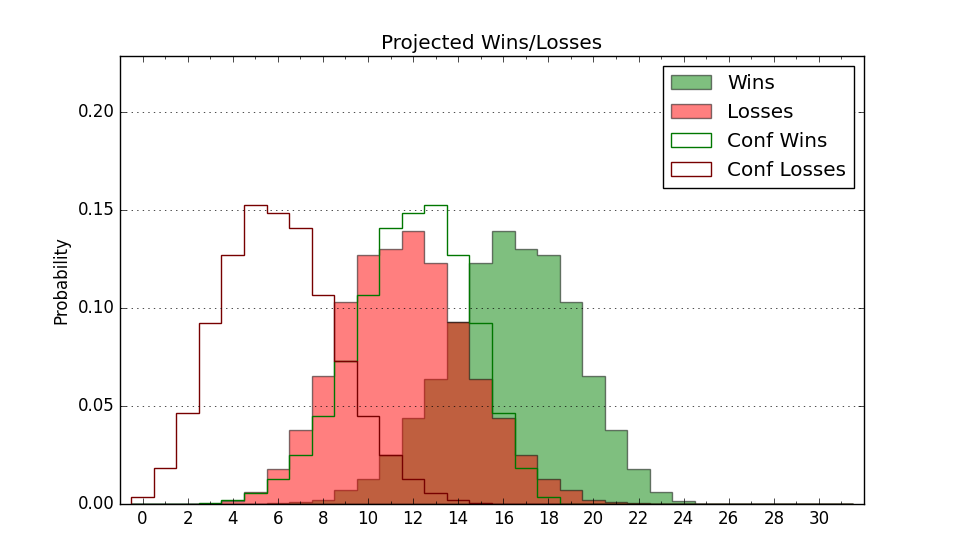 Projected Wins/Losses
Wins
Losses
Conf Wins
Conf Losses
Probability
0.20
0.15
0.10
0.05
0.00
0 2 4 6 8 10 12 14 16 18 20 22 24 26 28 30